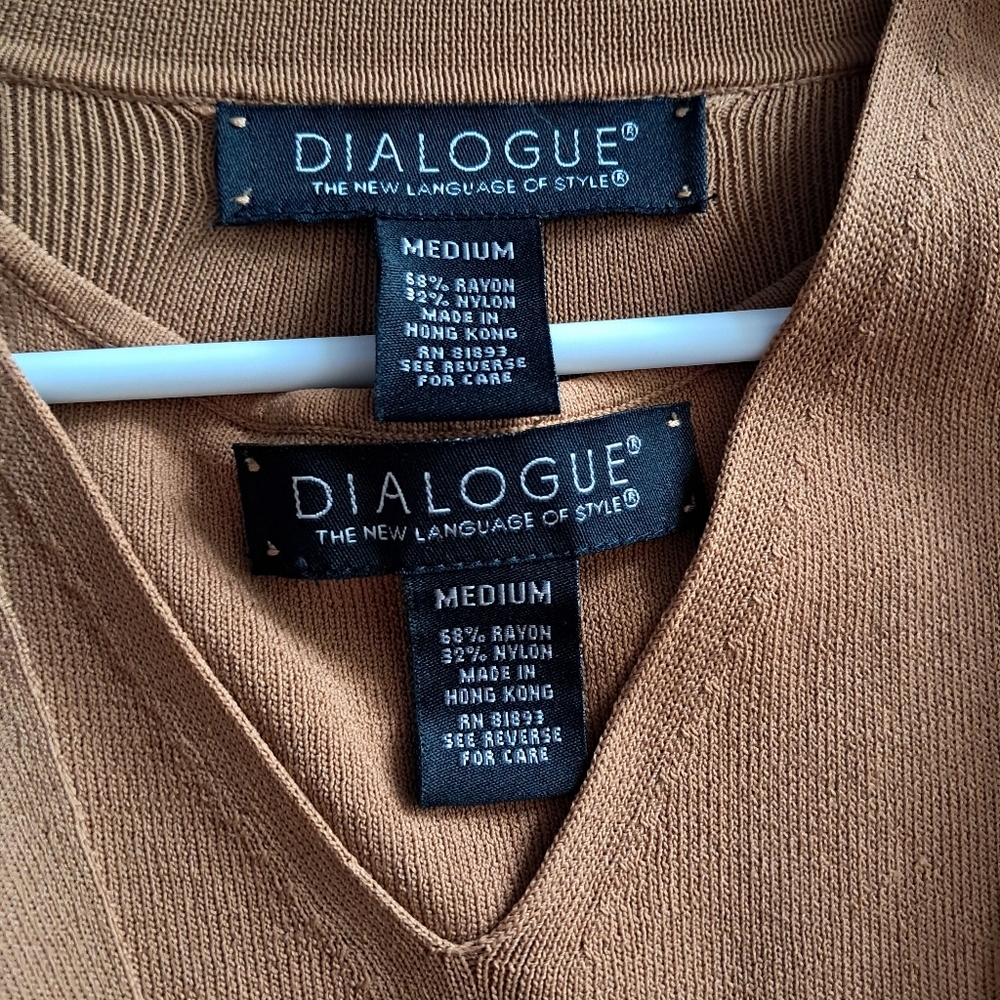 DIALOGUE®
THE NEW LANGUAGE OF STYLE®
MEDIUM
68% RAYON
32% NYLON
MADE IN
HONG KONG
RN 81893
SEE REVERSE
FOR CARE
DIALOGUE®
THE NEW LANGUAGE OF STYLE®
MEDIUM
68% RAYON
32% NYLON
MADE IN
HONG KONG
RN 81893
SEE REVERSE
FOR CARE